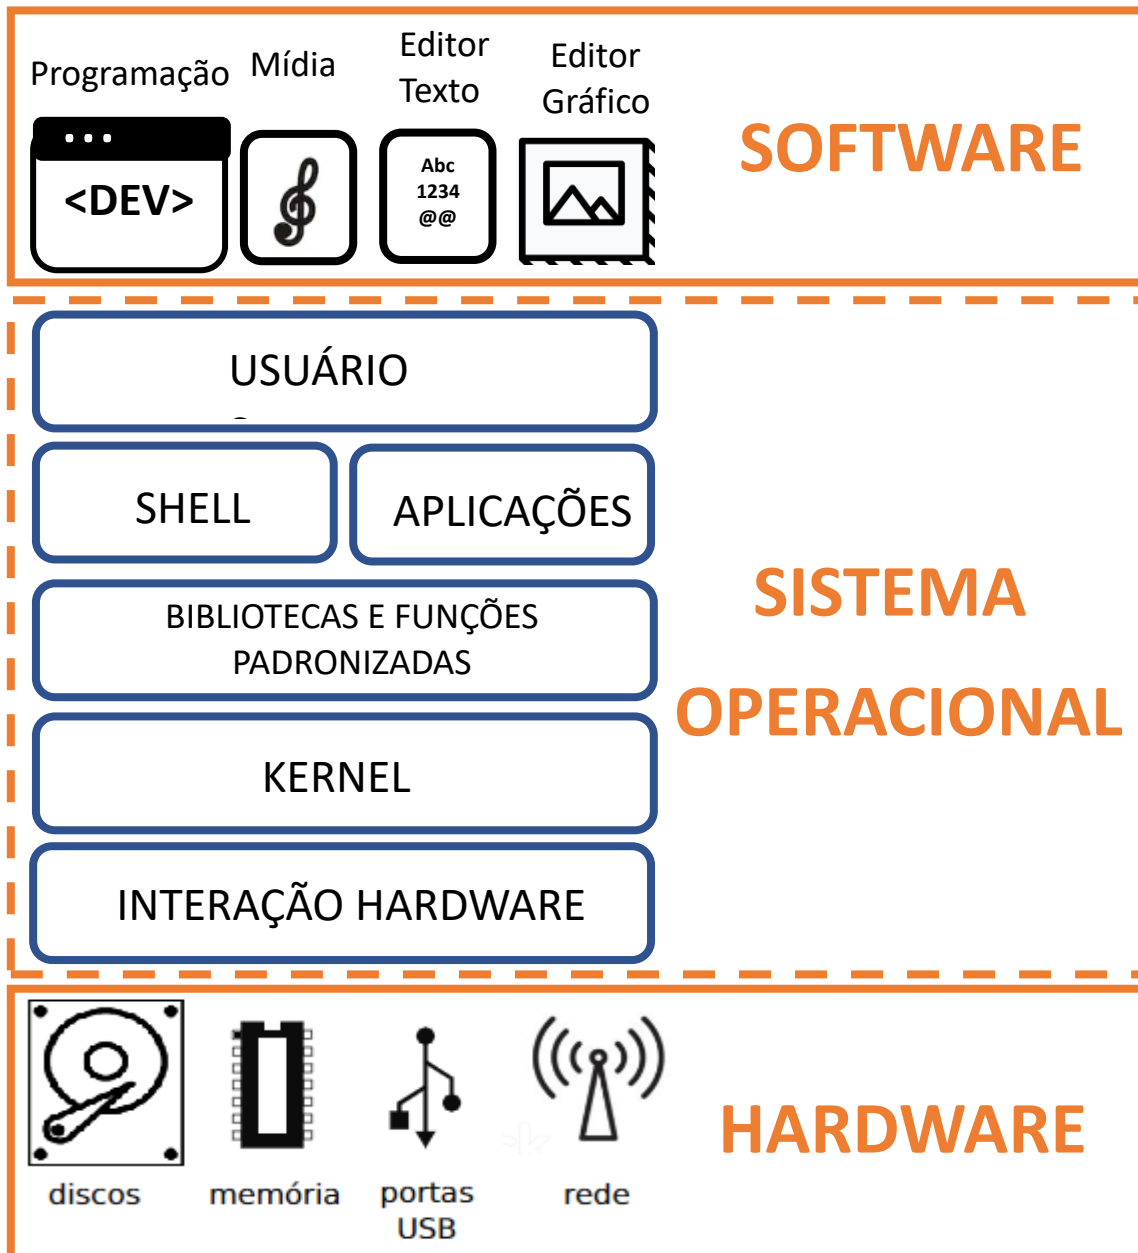 Programação
Mídia
Editor
Texto
Editor
Gráfico
<DEV>
Abc
1234
@@
SOFTWARE
USUÁRIO
SHELL
APLICAÇÕES
BIBLIOTECAS E FUNÇÕES
PADRONIZADAS
KERNEL
INTERAÇÃO HARDWARE
SISTEMA
OPERACIONAL
discos
memória
portas
USB
rede
HARDWARE